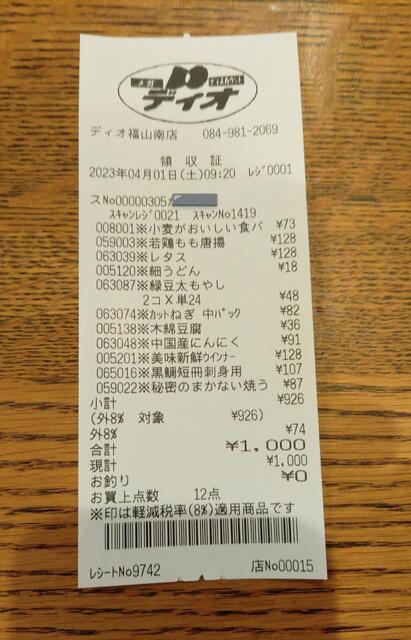 メガ ディスカウント
ディオ
ディオ福山南店 084-981-2069
領収証
2023年04月01日(土)09:20 レジ0001
スNo00000305ガ
スキャンレジ0021 スキャンNo1419
008001※小麦がおいしい食パ ¥73
059003※若鶏もも唐揚 ¥128
063039※レタス ¥128
005120※細うどん ¥18
063087※緑豆太もやし
2コX単24 ¥48
063074※カットねぎ 中パック ¥82
005138※木綿豆腐 ¥36
063048※中国産にんにく ¥91
005201※美味新鮮ウインナー ¥128
065016※黒鯛短冊刺身用 ¥107
059022※秘密のまかない焼う ¥87
小計 ¥926
(外8% 対象 ¥926)
外8% ¥74
合計 ¥1,000
現計 ¥1,000
お釣り ¥0
お買上点数 12点
※印は軽減税率(8%)適用商品です
レシートNo9742 店No00015